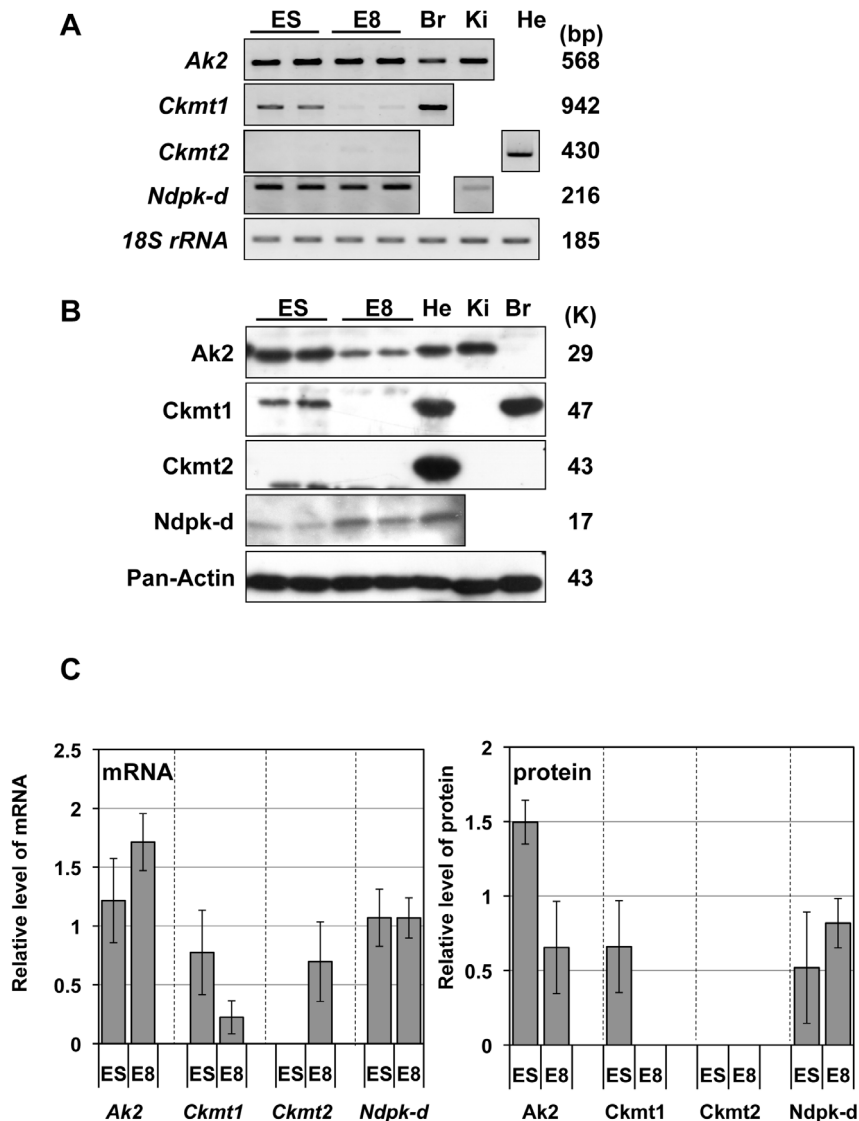 A
ES E8 Br Ki He (bp)
Ak2 568
Ckmt1 942
Ckmt2 430
Ndpk-d 216
18S rRNA 185
B
ES E8 He Ki Br (K)
Ak2 29
Ckmt1 47
Ckmt2 43
Ndpk-d 17
Pan-Actin 43
C
mRNA
Relative level of mRNA
2.5
2
1.5
1
0.5
0
ES E8 ES E8 ES E8 ES E8
Ak2 Ckmt1 Ckmt2 Ndpk-d
protein
Relative level of protein
2
1.5
1
0.5
0
ES E8 ES E8 ES E8 ES E8
Ak2 Ckmt1 Ckmt2 Ndpk-d